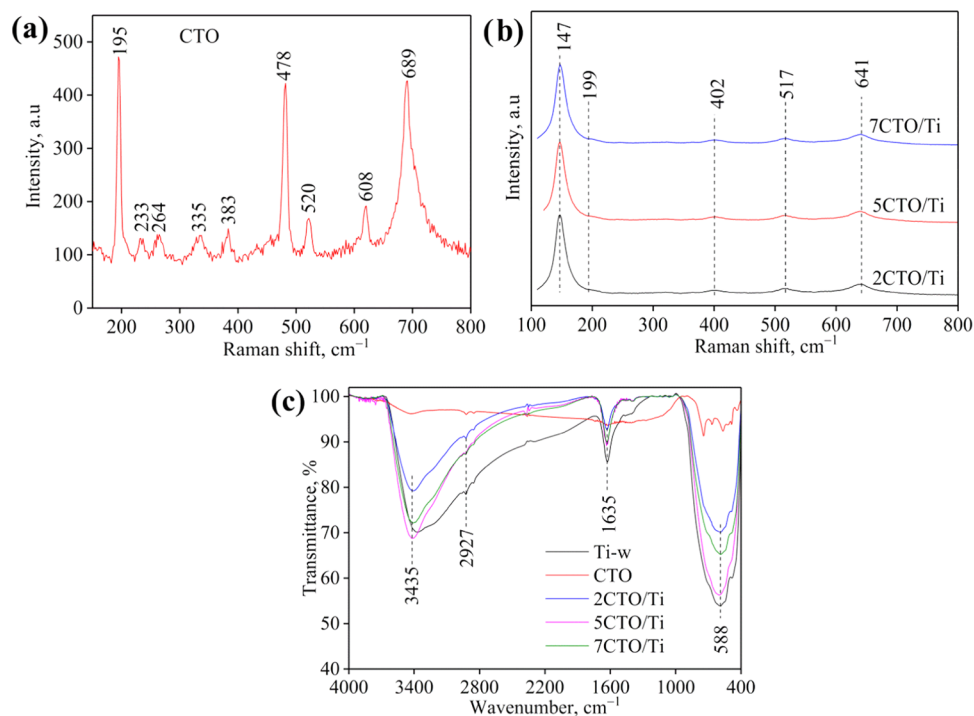 (a)
CTO
195
233
264
335
383
478
520
608
689
500
400
300
200
100
0
Intensity, a.u
200 300 400 500 600 700 800
Raman shift, cm⁻¹
(b)
147
199
402
517
641
7CTO/Ti
5CTO/Ti
2CTO/Ti
Intensity, a.u
100 200 300 400 500 600 700 800
Raman shift, cm⁻¹
(c)
100
90
80
70
60
50
40
Transmittance, %
3435
2927
1635
588
Ti-w
CTO
2CTO/Ti
5CTO/Ti
7CTO/Ti
4000 3400 2800 2200 1600 1000 400
Wavenumber, cm⁻¹